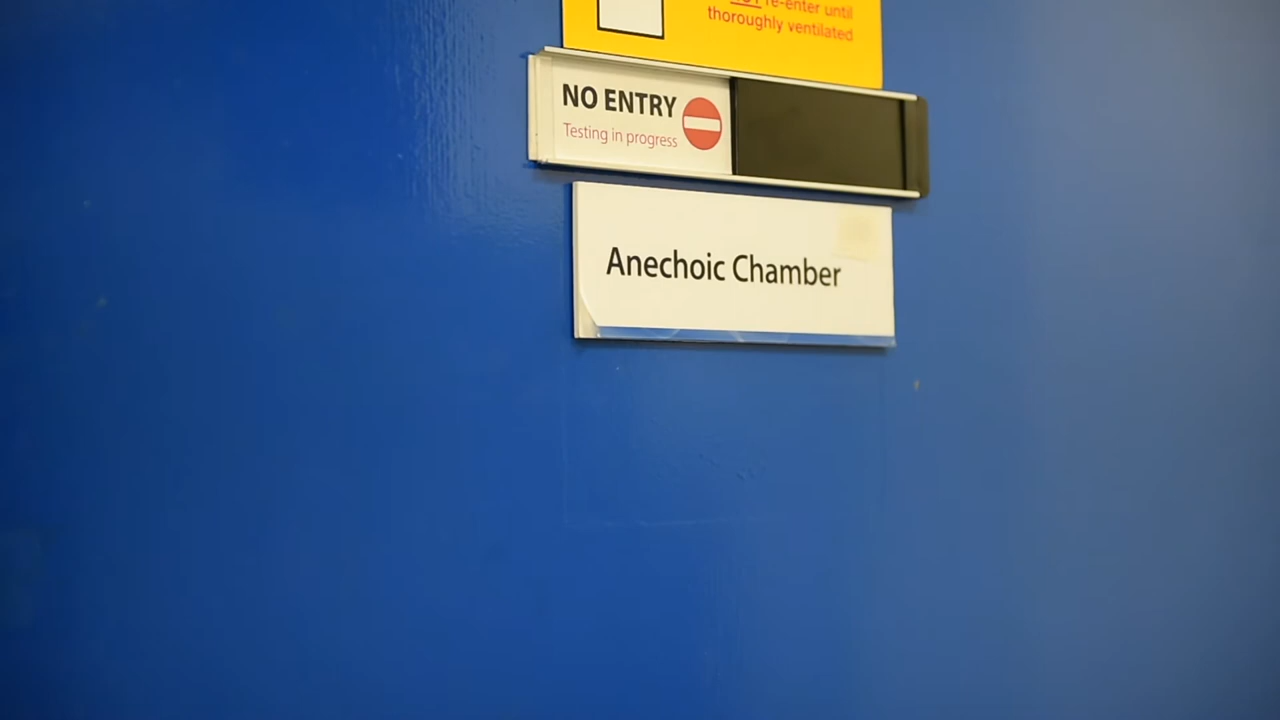 re-enter until
thoroughly ventilated
NO ENTRY
Testing in progress
Anechoic Chamber